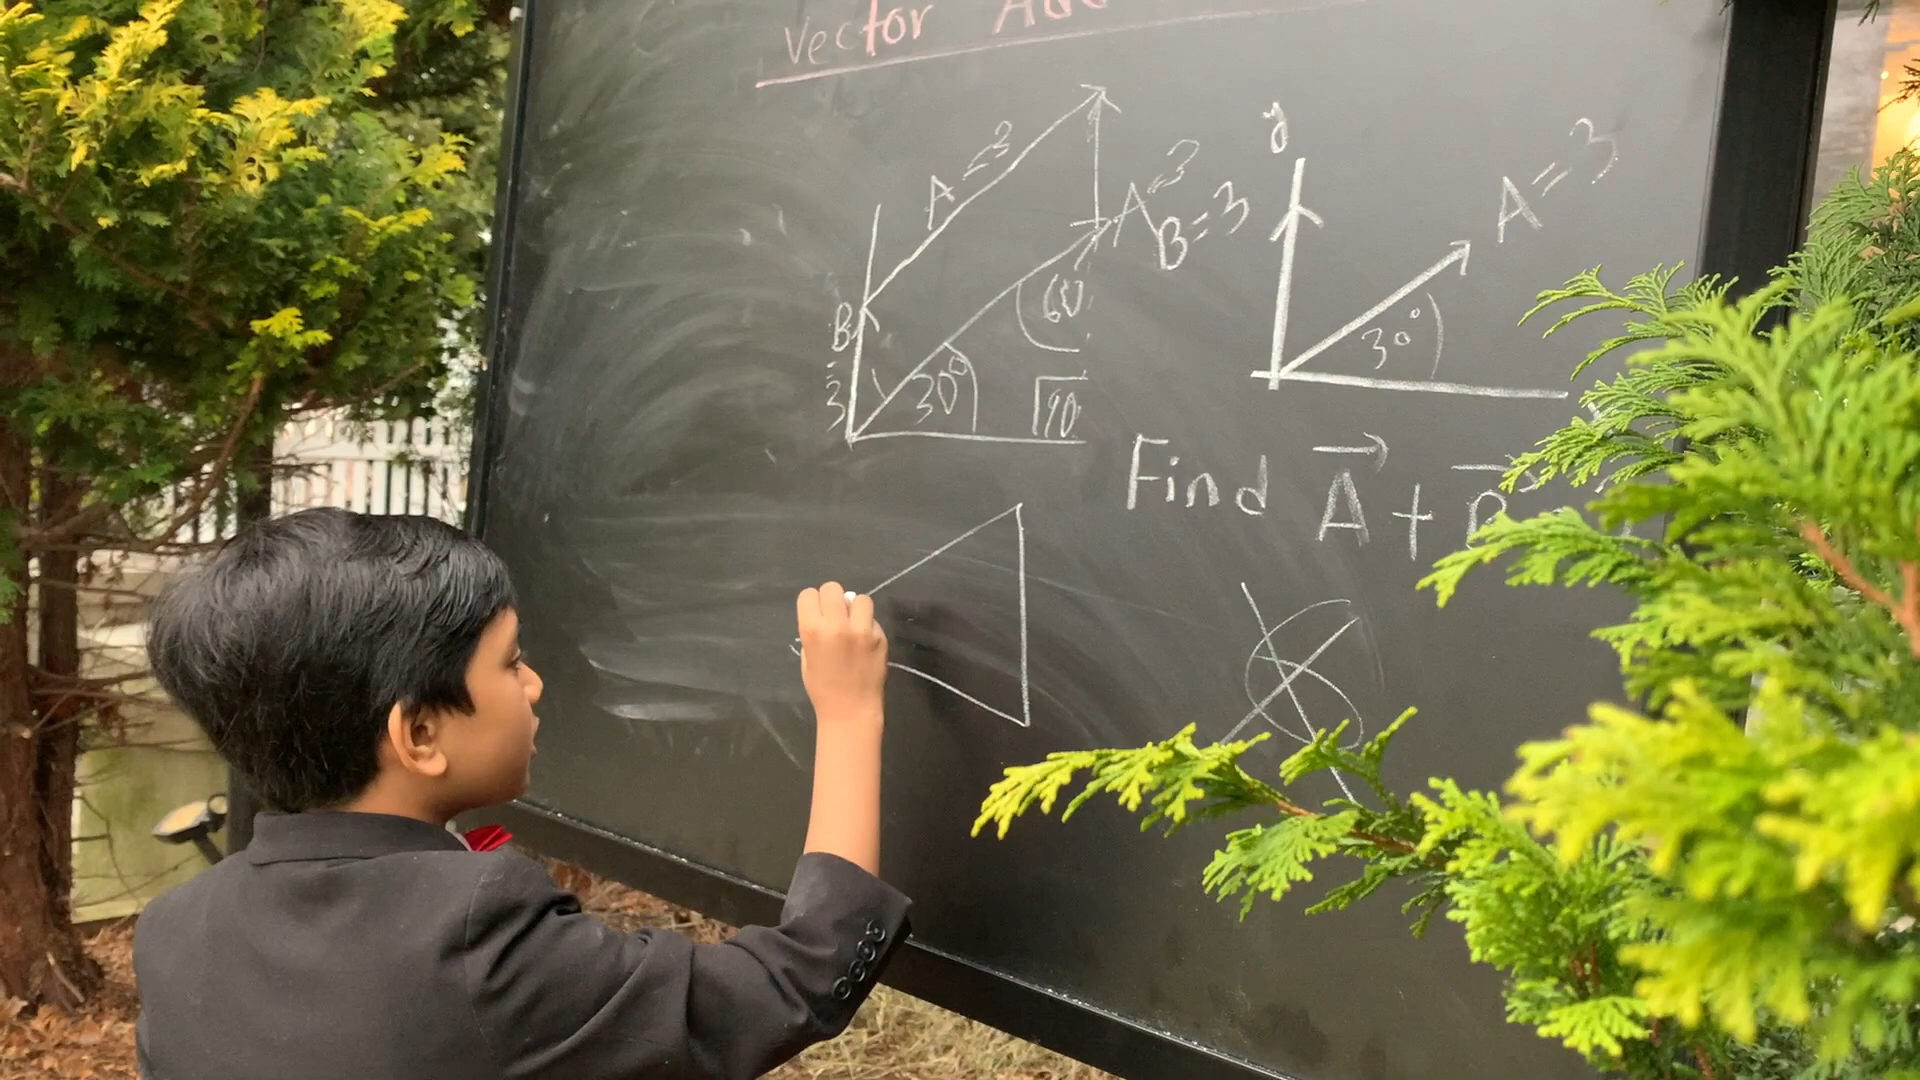 Vector
A = 3
A = 3
B = 3
B = 3
60
30°
90
y
A = 3
30°
Find A +